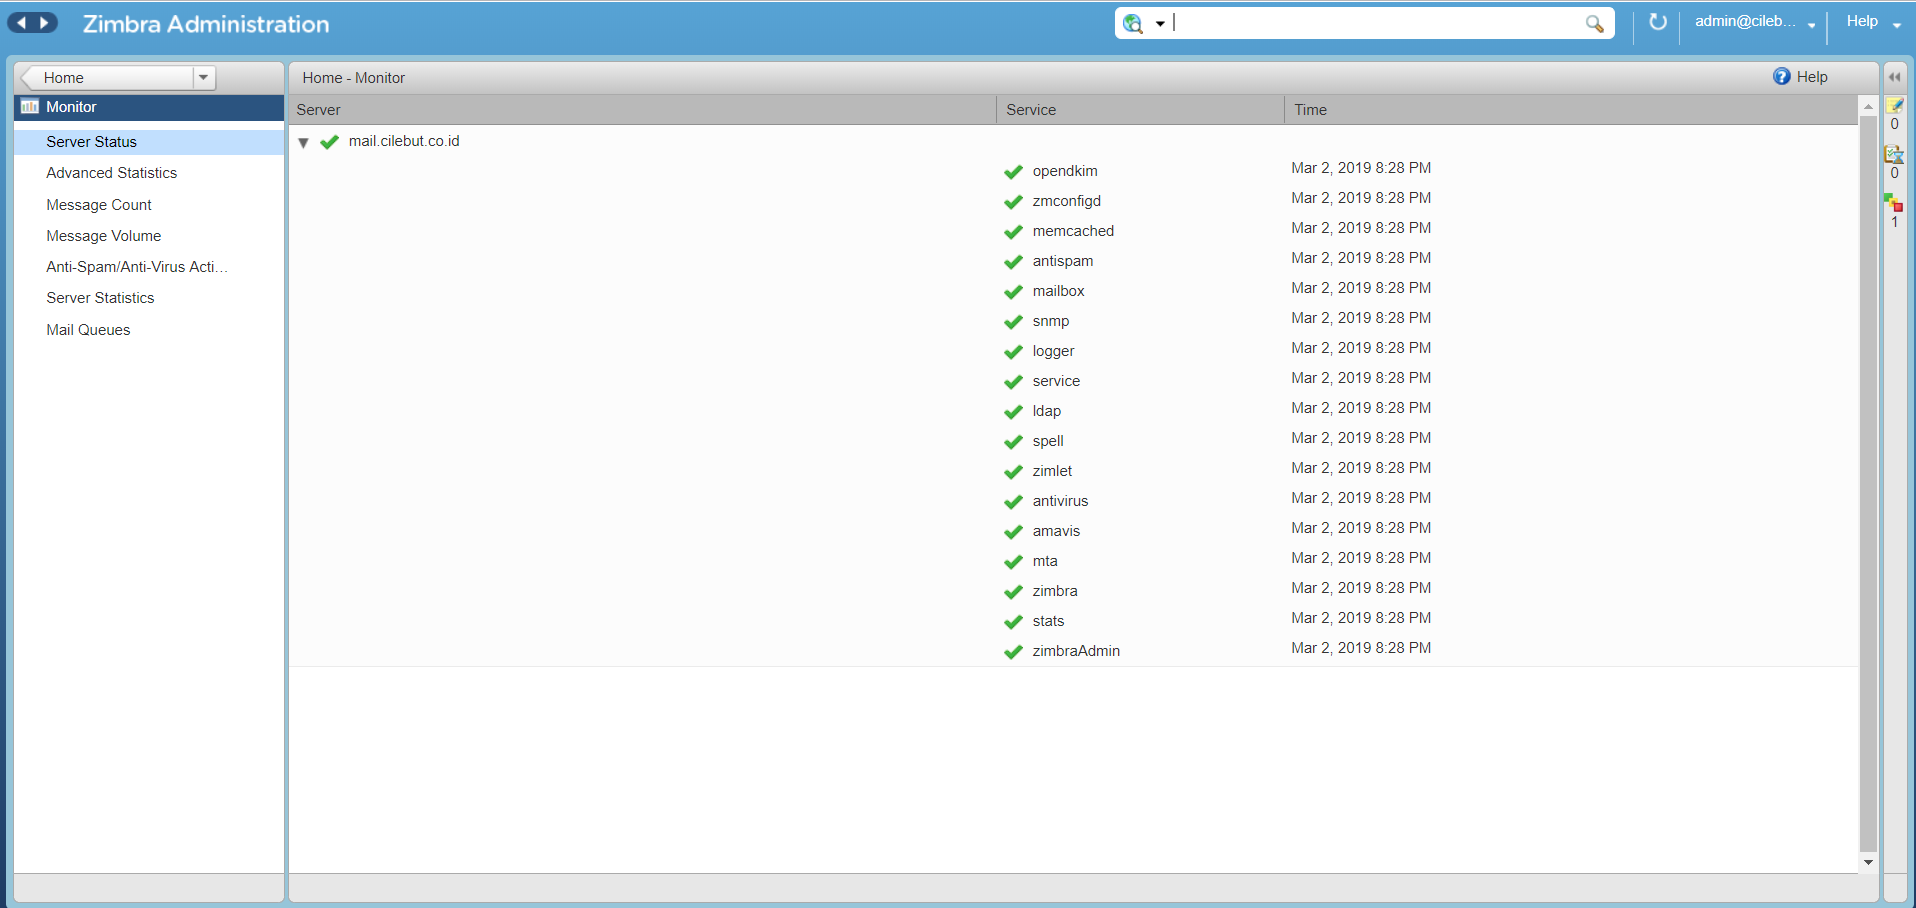 Zimbra Administration
admin@cileb...
Help
Home
Home - Monitor
Help
Monitor
Server Service Time
Server Status
Advanced Statistics
Message Count
Message Volume
Anti-Spam/Anti-Virus Acti...
Server Statistics
Mail Queues
mail.cilebut.co.id
opendkim Mar 2, 2019 8:28 PM
zmconfigd Mar 2, 2019 8:28 PM
memcached Mar 2, 2019 8:28 PM
antispam Mar 2, 2019 8:28 PM
mailbox Mar 2, 2019 8:28 PM
snmp Mar 2, 2019 8:28 PM
logger Mar 2, 2019 8:28 PM
service Mar 2, 2019 8:28 PM
ldap Mar 2, 2019 8:28 PM
spell Mar 2, 2019 8:28 PM
zimlet Mar 2, 2019 8:28 PM
antivirus Mar 2, 2019 8:28 PM
amavis Mar 2, 2019 8:28 PM
mta Mar 2, 2019 8:28 PM
zimbra Mar 2, 2019 8:28 PM
stats Mar 2, 2019 8:28 PM
zimbraAdmin Mar 2, 2019 8:28 PM
0
0
1